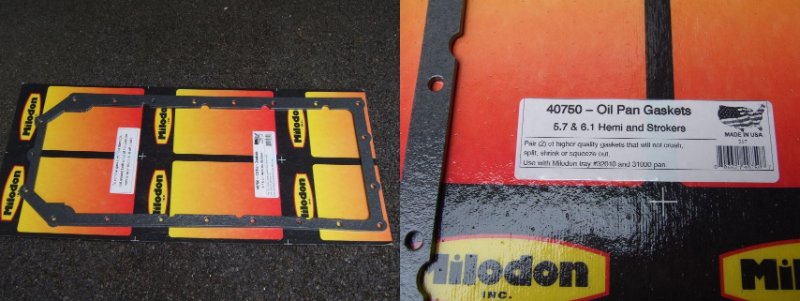 Milodon
Milodon
Milodon
Milodon
40750 – Oil Pan Gaskets
5.7 & 6.1 Hemi and Strokers
MADE IN USA
Pair (2) of higher quality gaskets that will not crush,
split, shrink or squeeze out.
Use with Milodon tray #32010 and 31000 pan.
Milodon
INC.
Milo